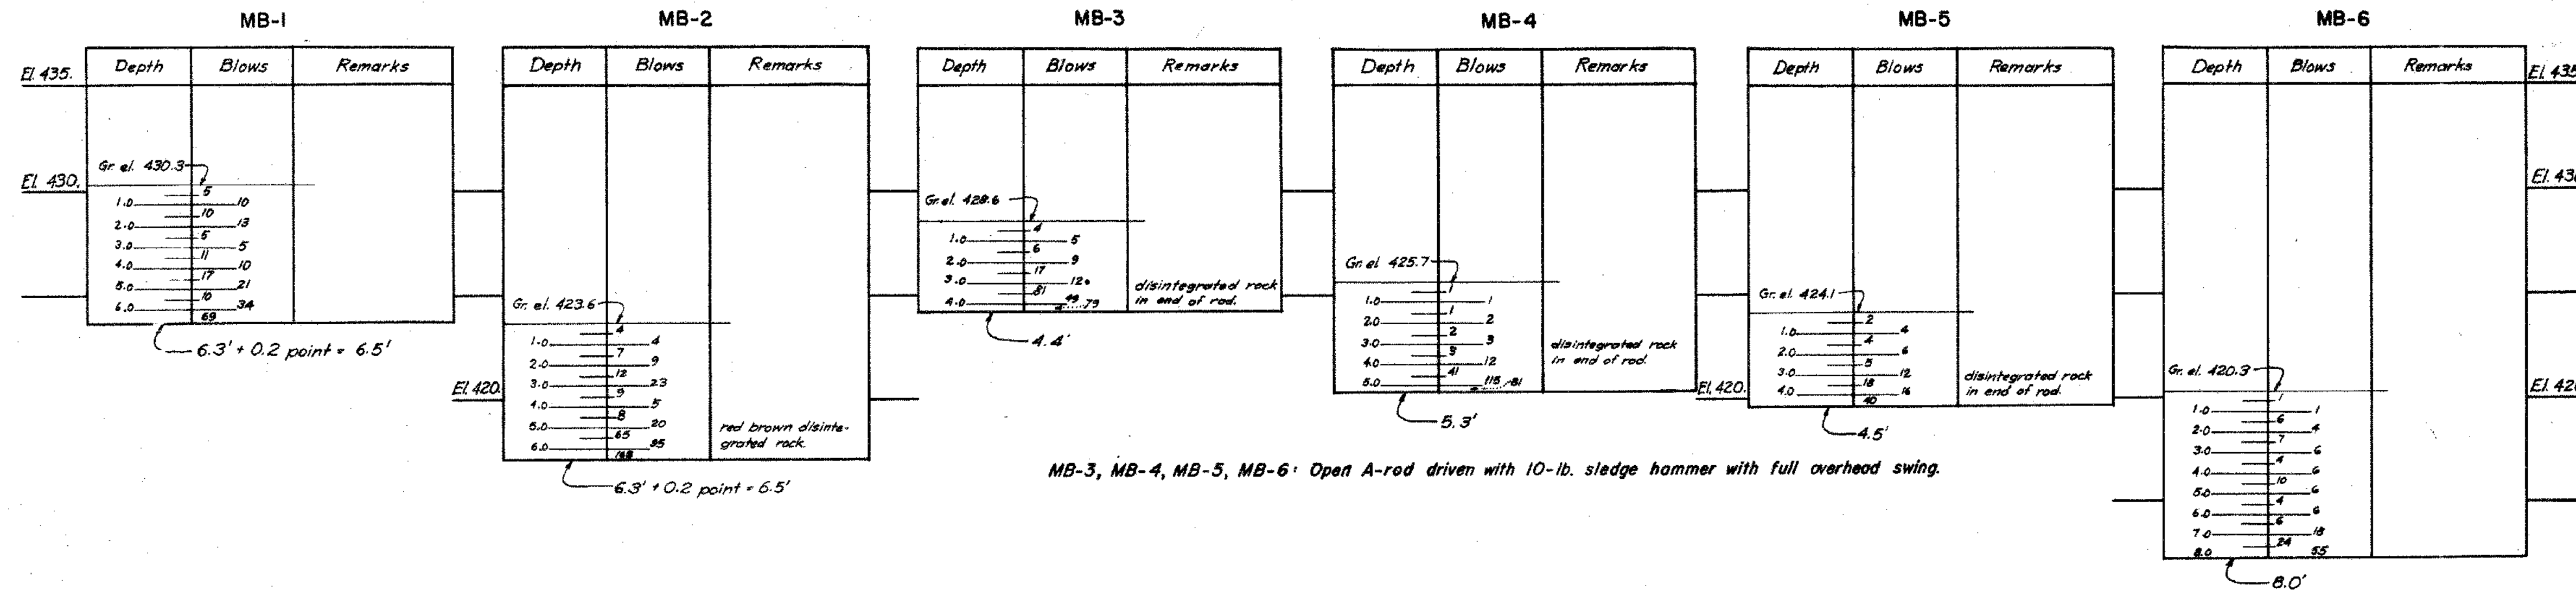 MB-1
MB-2
MB-3
MB-4
MB-5
MB-6
El. 435.
Depth Blows Remarks
Gr. el. 430.3
El. 430.
5
1.0 10
10
2.0 13
5
3.0 5
11
4.0 10
17
5.0 21
10
6.0 34
69
6.3' + 0.2 point = 6.5'
Depth Blows Remarks
Gr. el. 423.6
4
1.0 4
7
2.0 9
12
3.0 23
El. 420.
9
4.0 5
8
5.0 20
red brown disinte-
65
grated rock.
6.0 95
6.3' + 0.2 point = 6.5'
Depth Blows Remarks
Gr. el. 428.6
4
1.0 5
6
2.0 9
17
3.0
disintegrated rock
81
in end of rod.
4.0 49 79
4.4'
Depth Blows Remarks
Gr. el 425.7
1
1.0 1
1
2.0 2
2
3.0 3
disintegrated rock
in end of rod.
4.0 12
41
5.0 115 81
5.3'
El. 420.
Depth Blows Remarks
Gr. el. 424.1
2
1.0 4
4
2.0 6
5
3.0 12
disintegrated rock
18
in end of rod.
4.0 16
40
4.5'
Depth Blows Remarks
El. 435
El. 430
Gr. el. 420.3
El. 420
1
1.0 1
6
2.0 4
7
3.0 6
4
4.0 6
10
5.0 6
4
6.0 6
6
7.0 18
24
8.0 55
8.0'
MB-3, MB-4, MB-5, MB-6: Open A-rod driven with 10-lb. sledge hammer with full overhead swing.